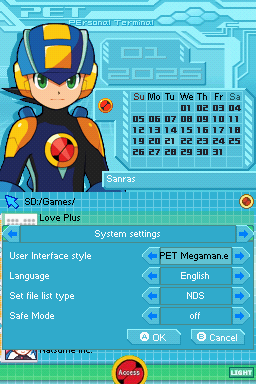 PET
PErsonal Terminal
01
2025
Su Mo Tu We Th Fr Sa
01 02 03 04
05 06 07 08 09 10 11
12 13 14 15 16 17 18
19 20 21 22 23 24 25
26 27 28 29 30 31
Sanras
SD:/Games/
Love Plus
System settings
User Interface style PET Megaman.e
Language English
Set file list type NDS
Safe Mode off
A OK B Cancel
Natsume Inc.
Access LIGHT